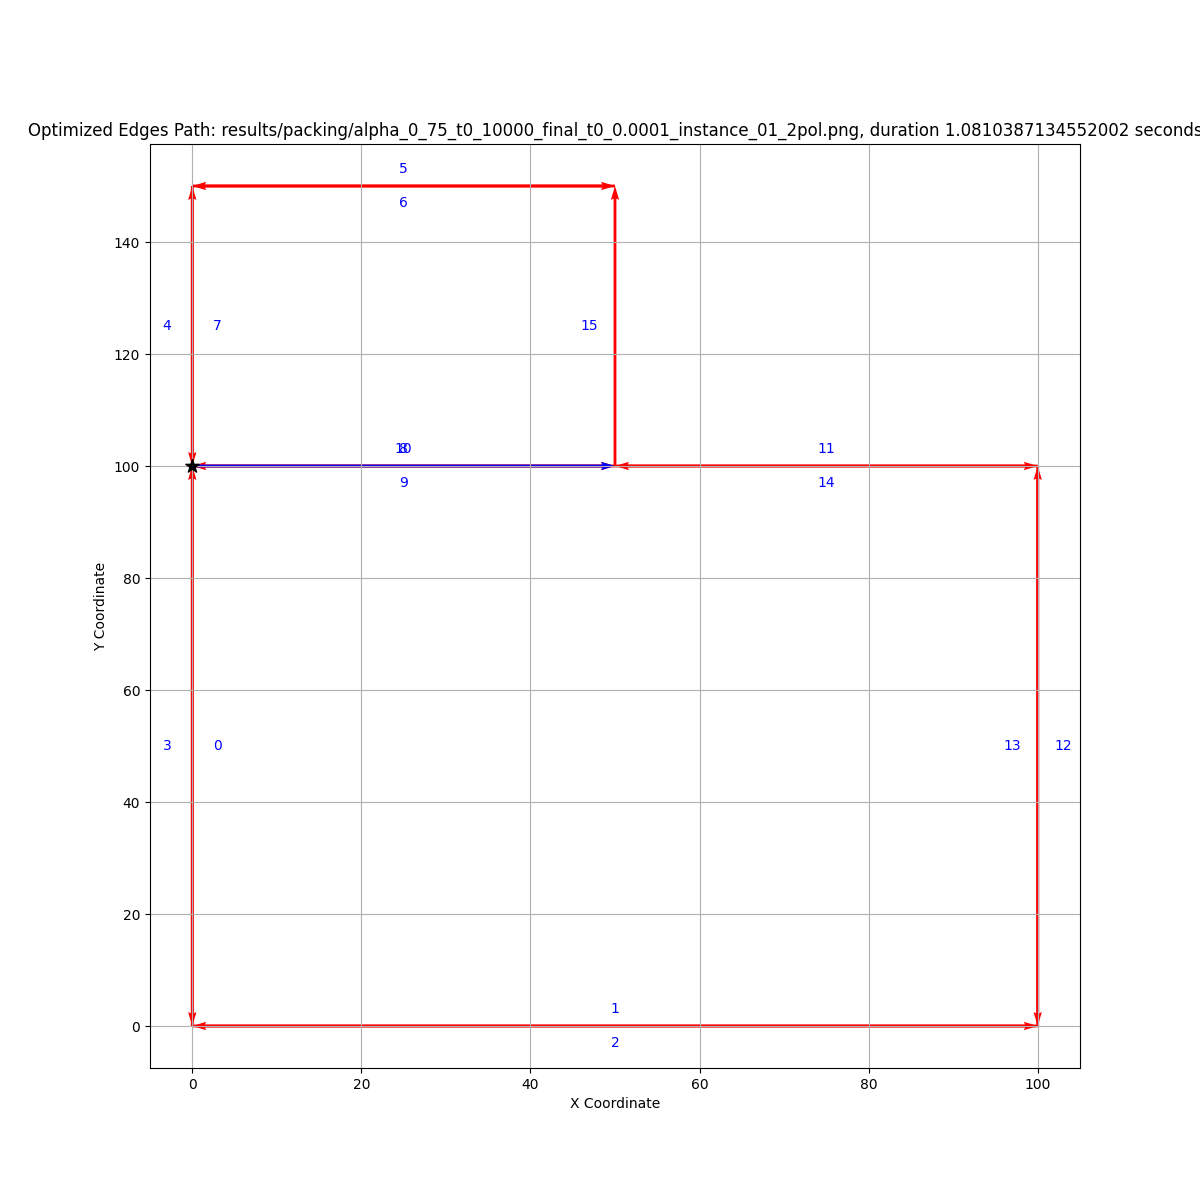 Optimized Edges Path: results/packing/alpha_0_75_t0_10000_final_t0_0.0001_instance_01_2pol.png, duration 1.0810387134552002 seconds
5
6
140
4 7 15
120
10 8 11
100
9 14
80
Y Coordinate
60
3 0 13 12
40
20
1
0
2
0 20 40 60 80 100
X Coordinate